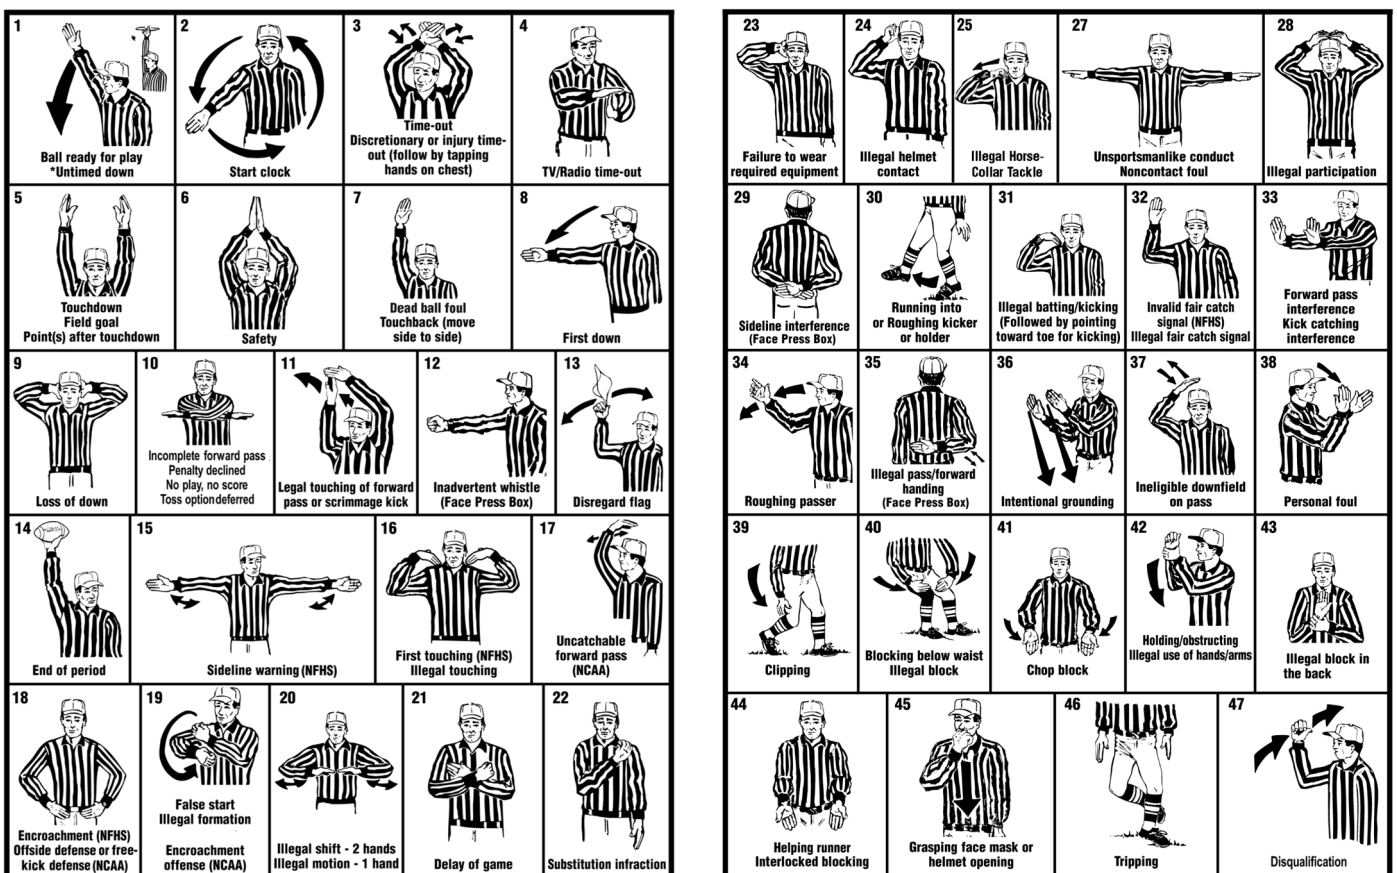 1
Ball ready for play
*Untimed down
2
Start clock
3
Time-out
Discretionary or injury time-
out (follow by tapping
hands on chest)
4
TV/Radio time-out
5
Touchdown
Field goal
Point(s) after touchdown
6
Safety
7
Dead ball foul
Touchback (move
side to side)
8
First down
9
Loss of down
10
Incomplete forward pass
Penalty declined
No play, no score
Toss option deferred
11
Legal touching of forward
pass or scrimmage kick
12
Inadvertent whistle
(Face Press Box)
13
Disregard flag
14
End of period
15
Sideline warning (NFHS)
16
First touching (NFHS)
Illegal touching
17
Uncatchable
forward pass
(NCAA)
18
Encroachment (NFHS)
Offside defense or free-
kick defense (NCAA)
19
False start
Illegal formation
Encroachment
offense (NCAA)
20
Illegal shift - 2 hands
Illegal motion - 1 hand
21
Delay of game
22
Substitution infraction
23
Failure to wear
required equipment
24
Illegal helmet
contact
25
Illegal Horse-
Collar Tackle
27
Unsportsmanlike conduct
Noncontact foul
28
Illegal participation
29
Sideline interference
(Face Press Box)
30
Running into
or Roughing kicker
or holder
31
Illegal batting/kicking
(Followed by pointing
toward toe for kicking)
32
Invalid fair catch
signal (NFHS)
Illegal fair catch signal
33
Forward pass
interference
Kick catching
interference
34
Roughing passer
35
Illegal pass/forward
handing
(Face Press Box)
36
Intentional grounding
37
Ineligible downfield
on pass
38
Personal foul
39
Clipping
40
Blocking below waist
Illegal block
41
Chop block
42
Holding/obstructing
Illegal use of hands/arms
43
Illegal block in
the back
44
Helping runner
Interlocked blocking
45
Grasping face mask or
helmet opening
46
Tripping
47
Disqualification